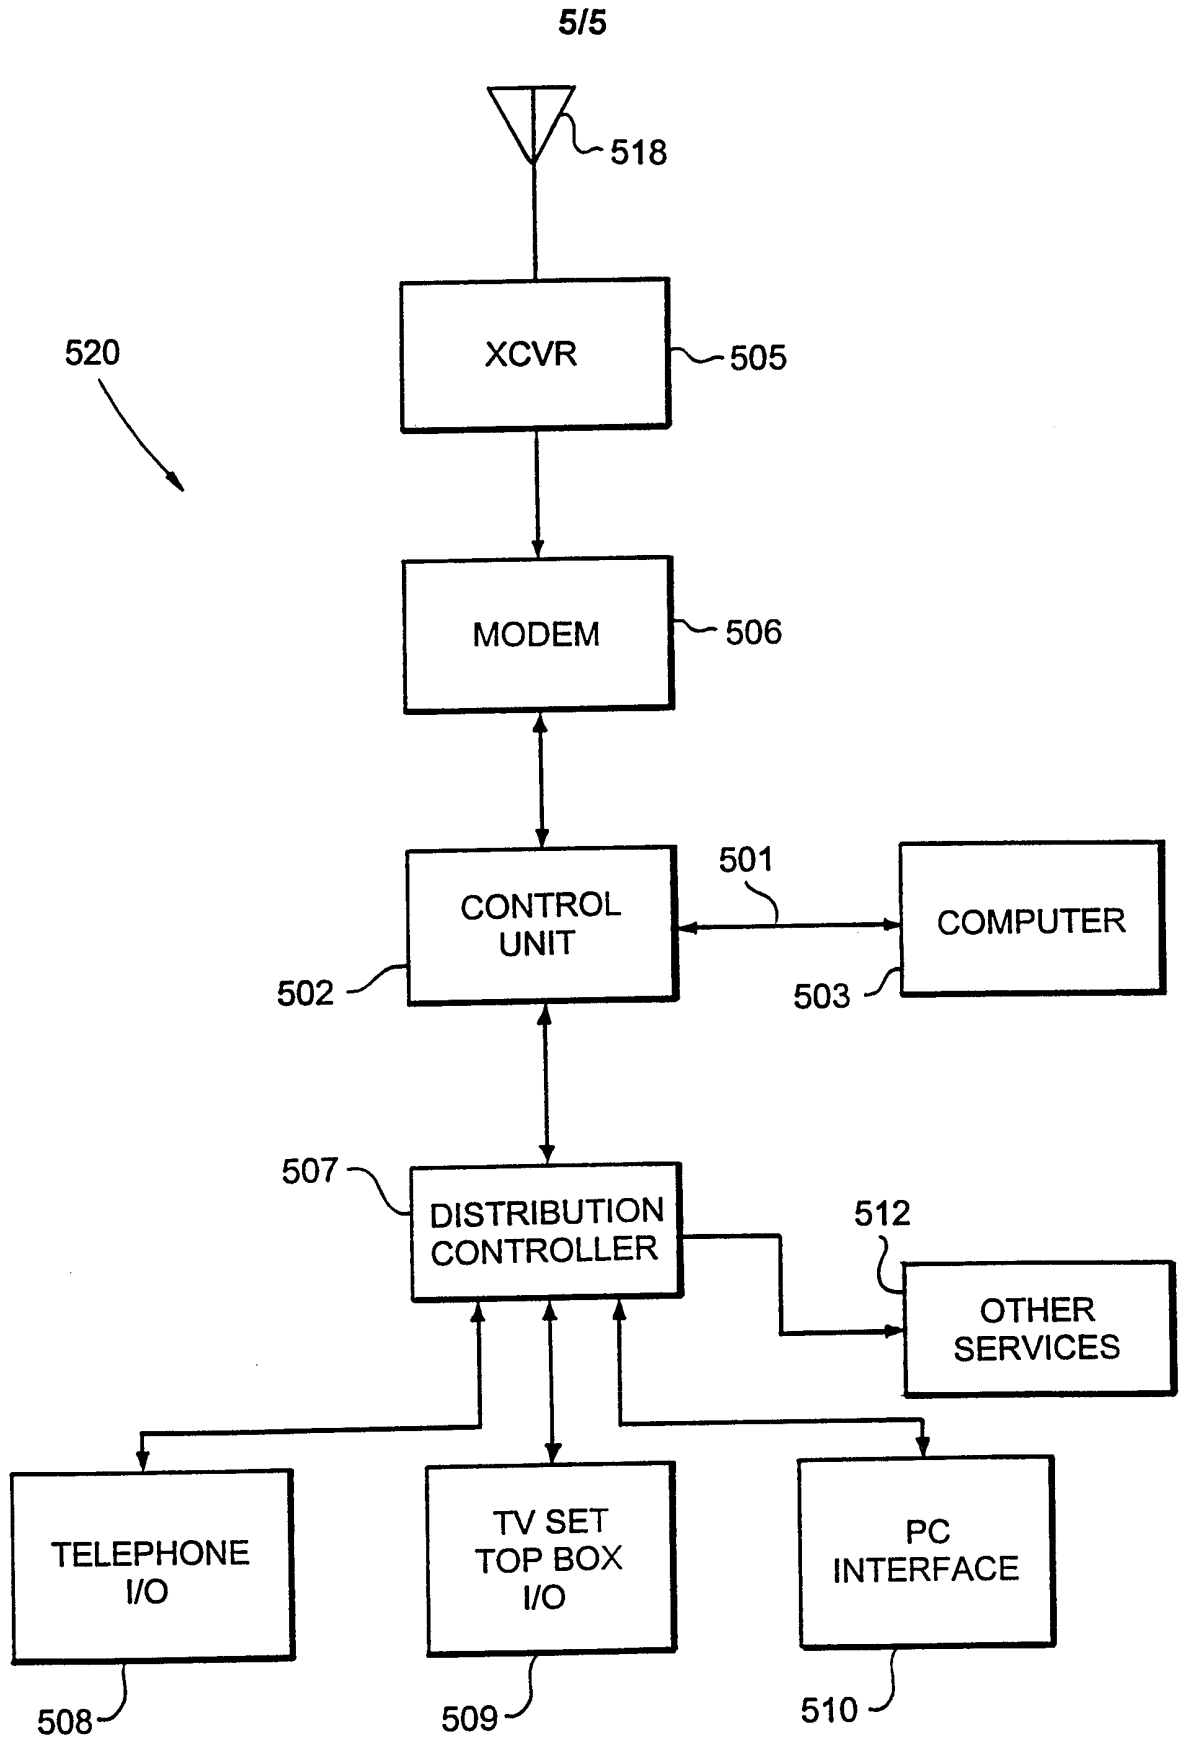 5/5
518
XCVR
505
520
MODEM
506
CONTROL
UNIT
501
COMPUTER
502
503
507
DISTRIBUTION
CONTROLLER
512
OTHER
SERVICES
TELEPHONE
I/O
TV SET
TOP BOX
I/O
PC
INTERFACE
508
509
510